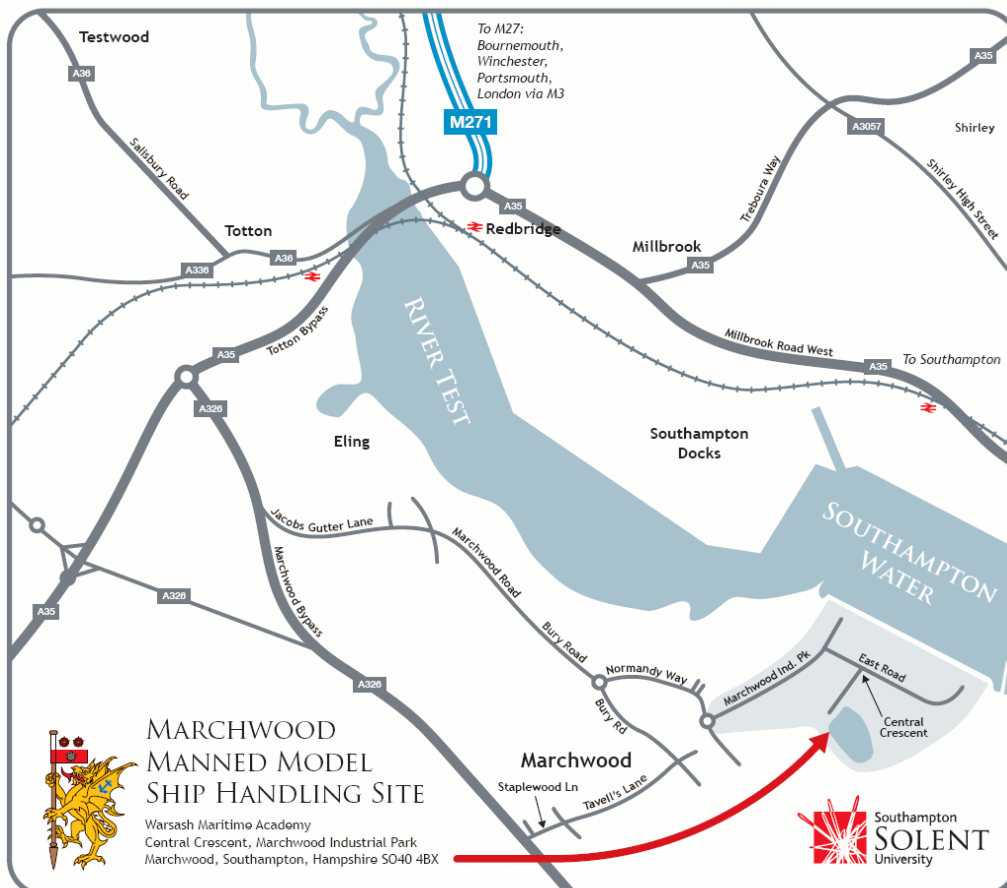 Testwood
A36
Salisbury Road
To M27:
Bournemouth,
Winchester,
Portsmouth,
London via M3
M271
A35
A3057
Shirley
Shirley High Street
Treboura Way
Totton
A336
A36
A35
Redbridge
Millbrook
A35
Totton Bypass
A35
RIVER TEST
Millbrook Road West
A35
To Southampton
A326
Eling
Southampton
Docks
SOUTHAMPTON
WATER
Jacobs Gutter Lane
Marchwood Road
Marchwood Bypass
A326
A35
Bury Road
Normandy Way
Bury Rd
Marchwood Ind. Pk
East Road
Central
Crescent
A326
Marchwood
Staplewood Ln
Tavell's Lane
MARCHWOOD
MANNED MODEL
SHIP HANDLING SITE
Warsash Maritime Academy
Central Crescent, Marchwood Industrial Park
Marchwood, Southampton, Hampshire SO40 4BX
Southampton
SOLENT
University